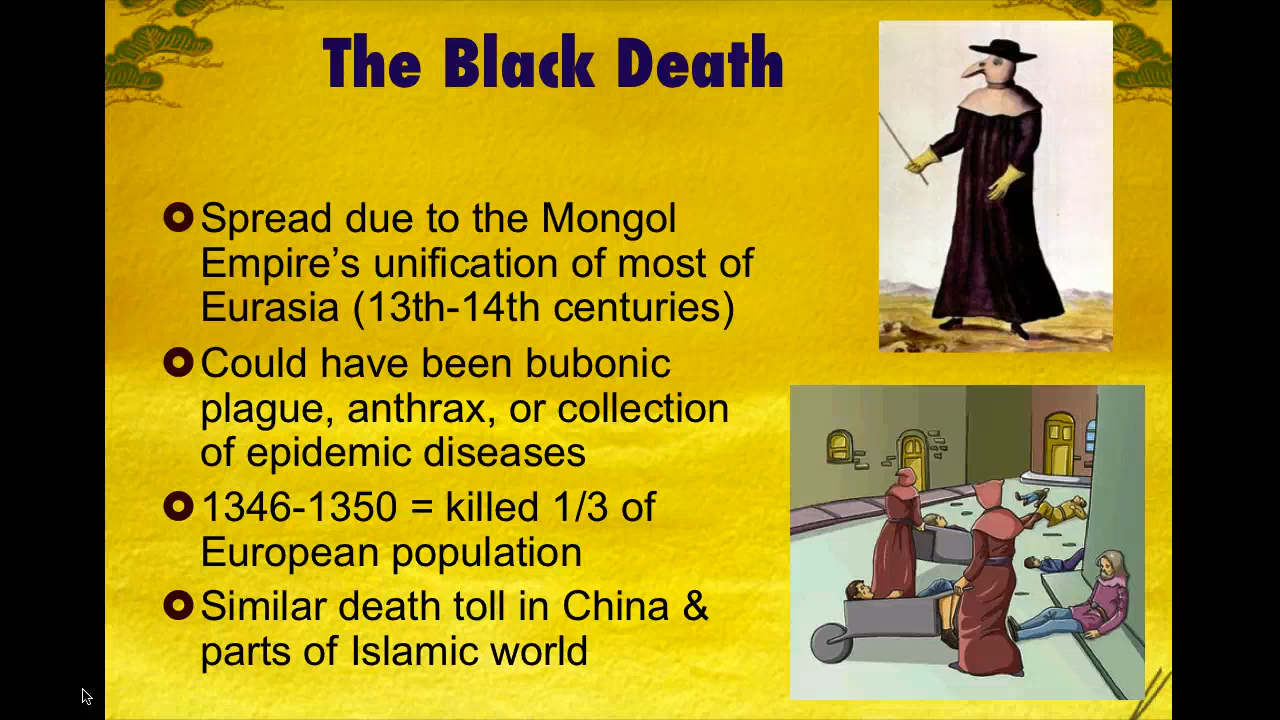 The Black Death
Spread due to the Mongol
Empire's unification of most of
Eurasia (13th-14th centuries)
Could have been bubonic
plague, anthrax, or collection
of epidemic diseases
1346-1350 = killed 1/3 of
European population
Similar death toll in China &
parts of Islamic world